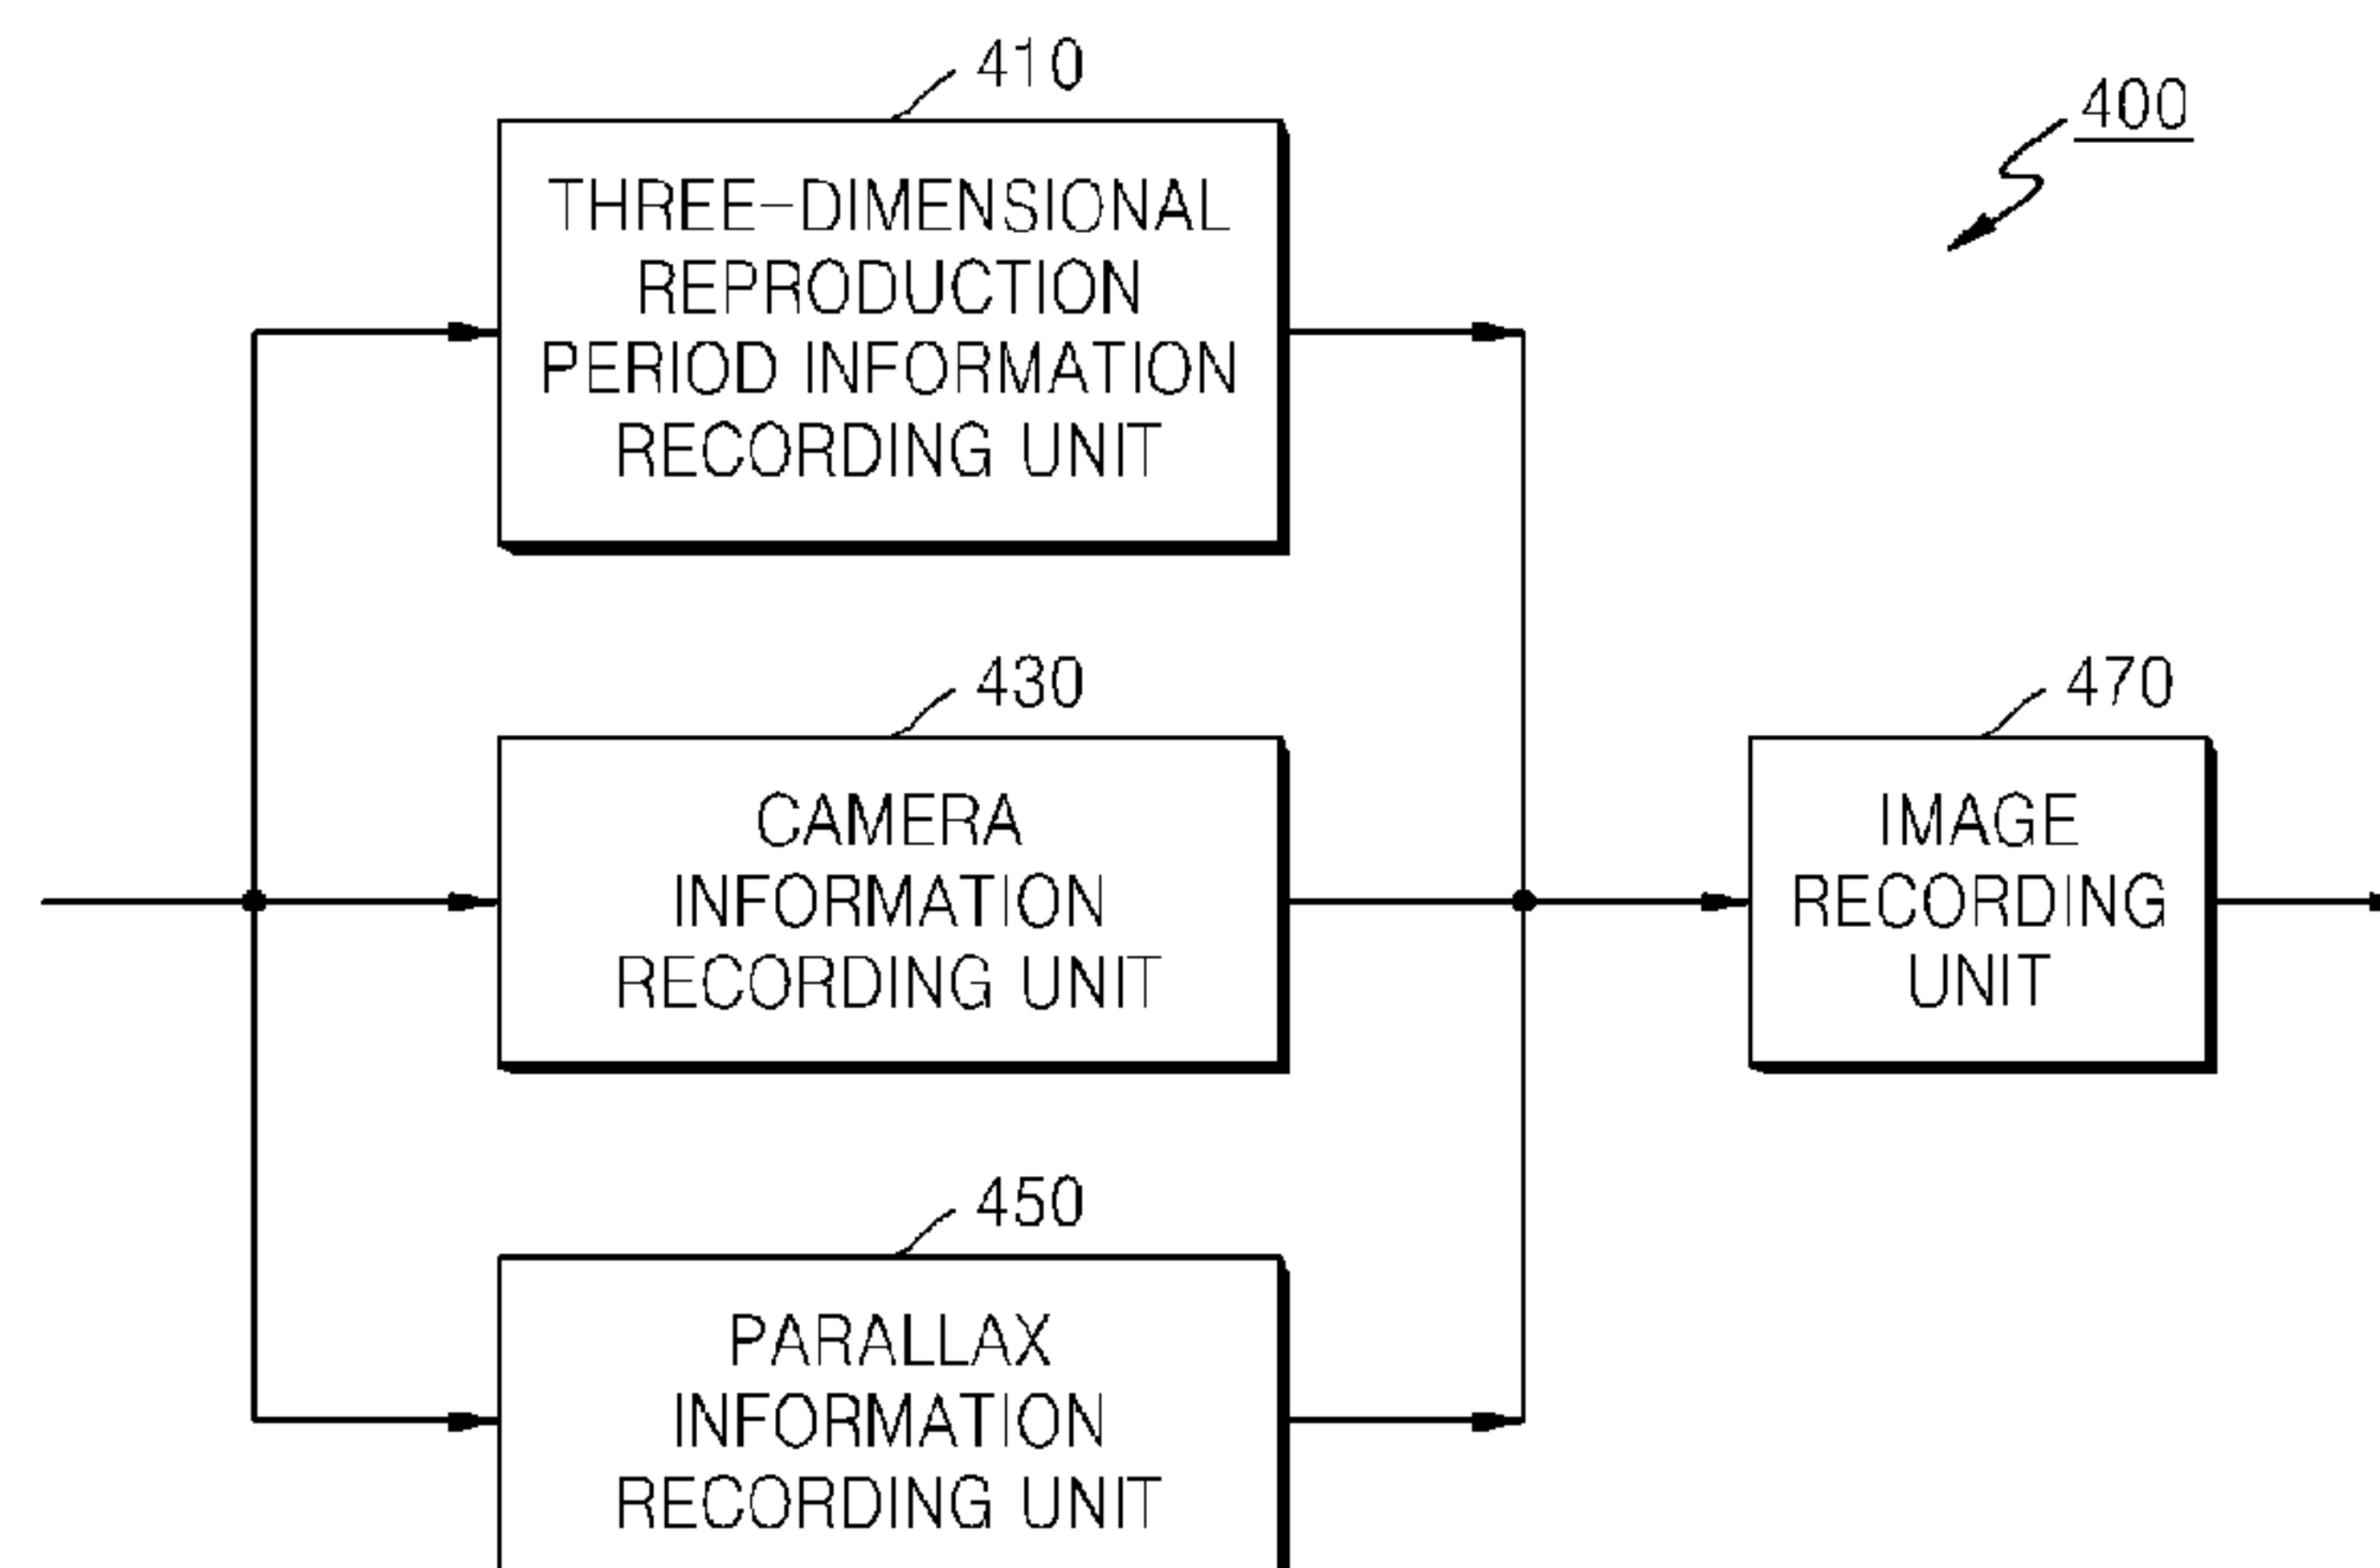 410
400
THREE-DIMENSIONAL
REPRODUCTION
PERIOD INFORMATION
RECORDING UNIT
430
CAMERA
INFORMATION
RECORDING UNIT
470
IMAGE
RECORDING
UNIT
450
PARALLAX
INFORMATION
RECORDING UNIT